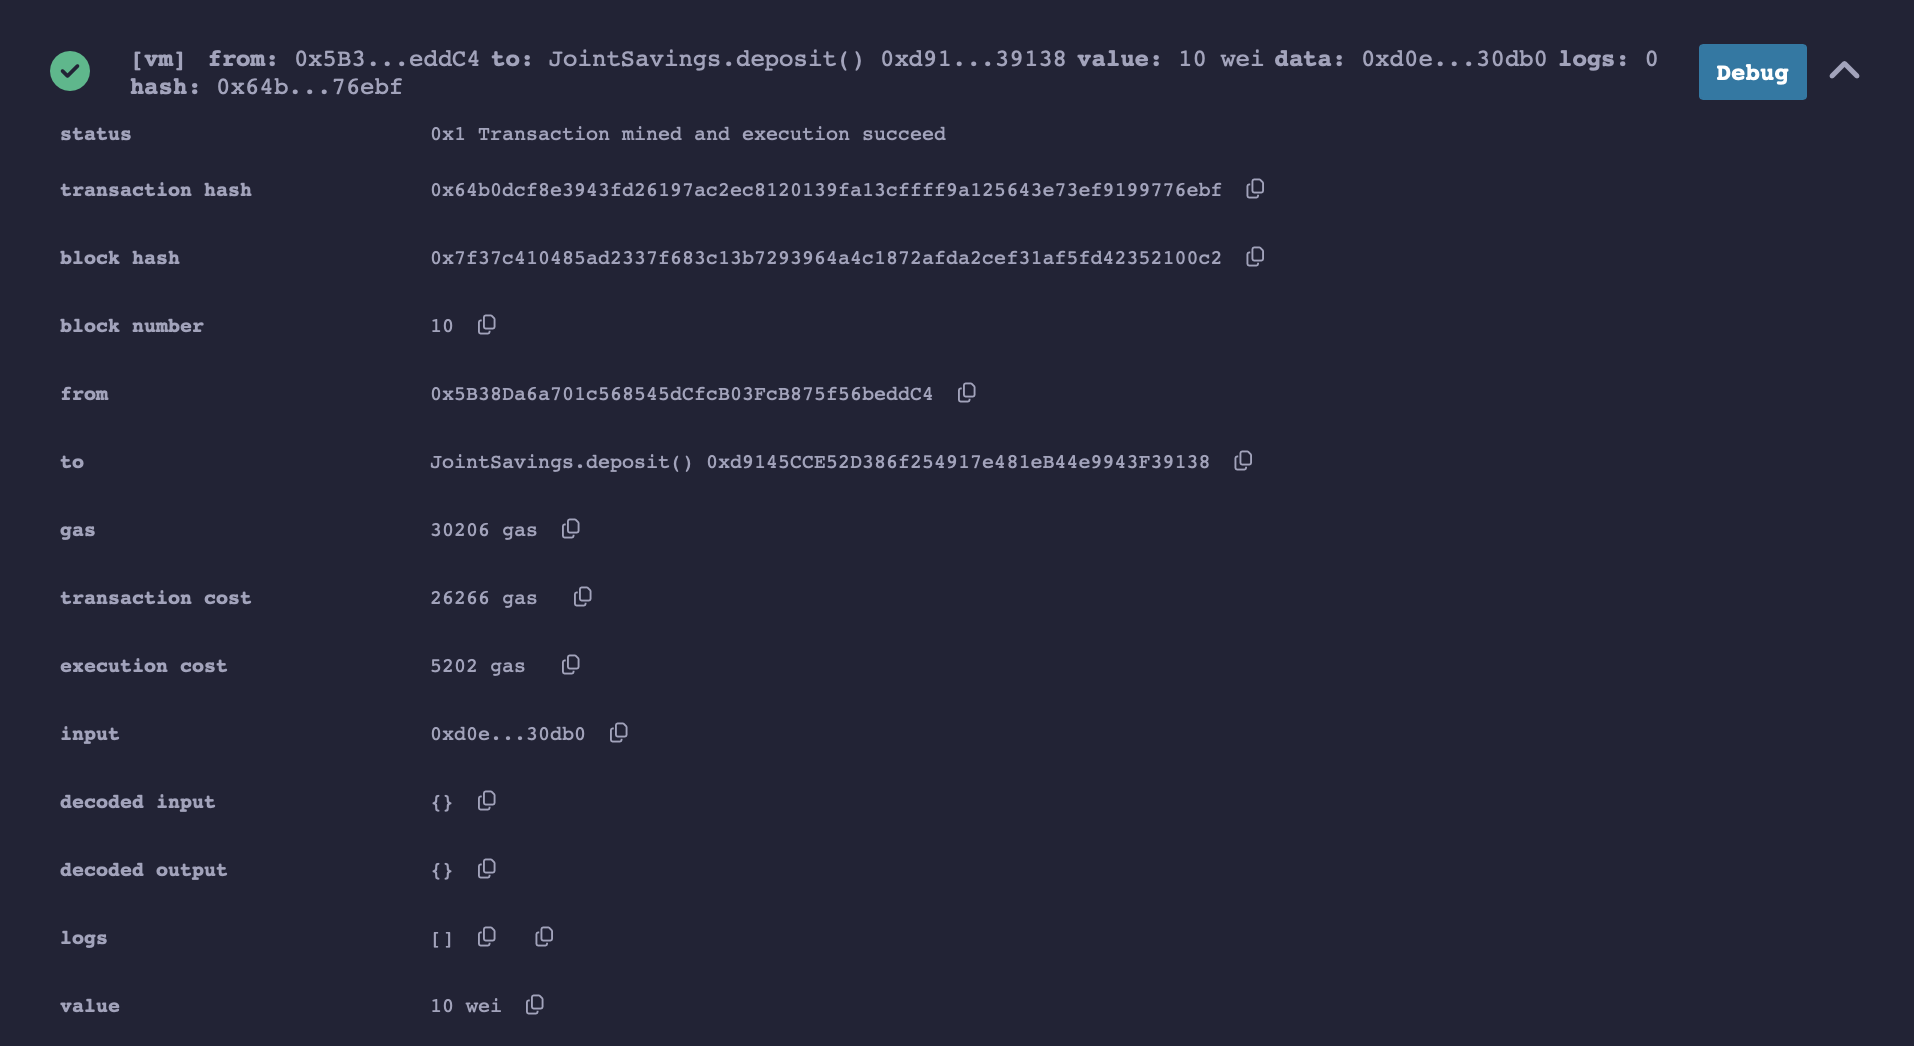 [vm] from: 0x5B3...eddC4 to: JointSavings.deposit() 0xd91...39138 value: 10 wei data: 0xd0e...30db0 logs: 0
hash: 0x64b...76ebf
Debug
status 0x1 Transaction mined and execution succeed
transaction hash 0x64b0dcf8e3943fd26197ac2ec8120139fa13cffff9a125643e73ef9199776ebf
block hash 0x7f37c410485ad2337f683c13b7293964a4c1872afda2cef31af5fd42352100c2
block number 10
from 0x5B38Da6a701c568545dCfcB03FcB875f56beddC4
to JointSavings.deposit() 0xd9145CCE52D386f254917e481eB44e9943F39138
gas 30206 gas
transaction cost 26266 gas
execution cost 5202 gas
input 0xd0e...30db0
decoded input {}
decoded output {}
logs []
value 10 wei